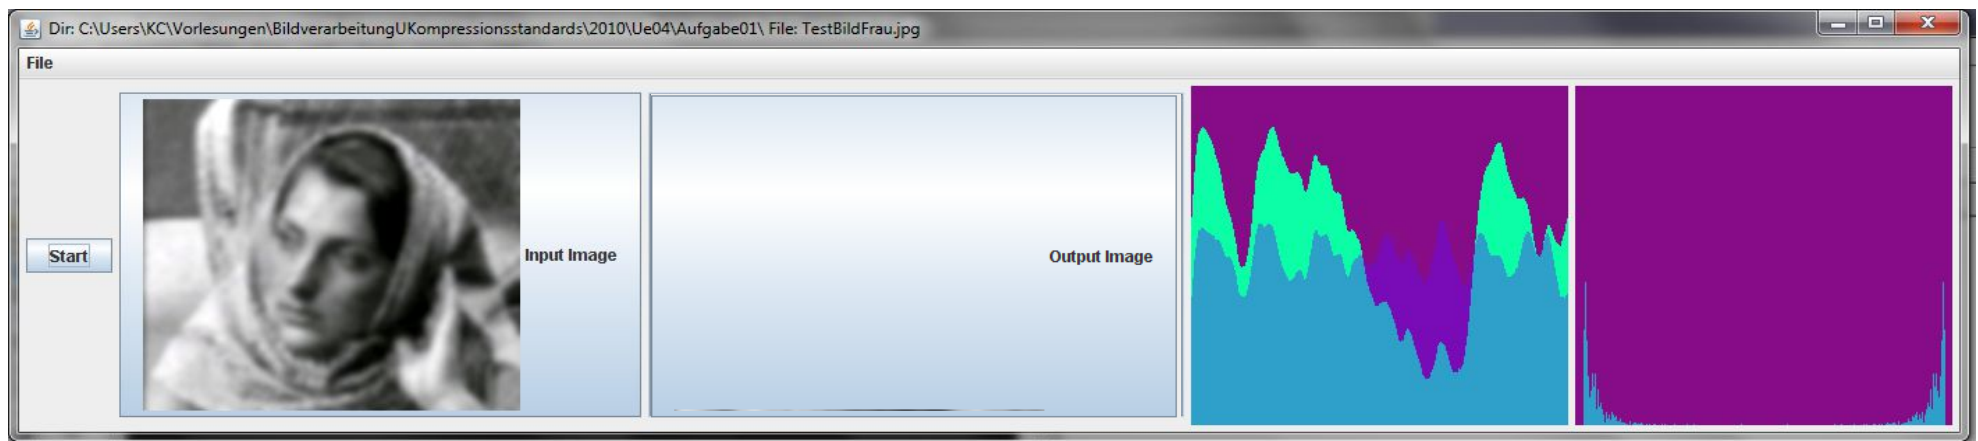 Dir: C:\Users\KC\Vorlesungen\BildverarbeitungUKompressionsstandards\2010\Ue04\Aufgabe01\ File: TestBildFrau.jpg
File
Start
Input Image
Output Image